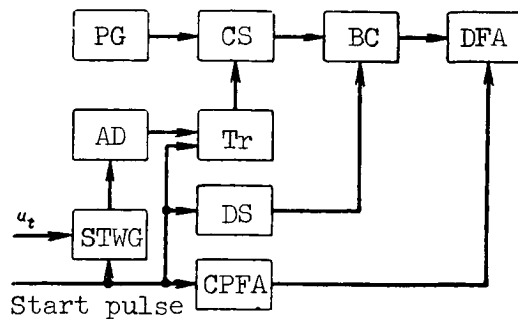 PG CS BC DFA
AD Tr
u_t STWG DS
CPFA
Start pulse